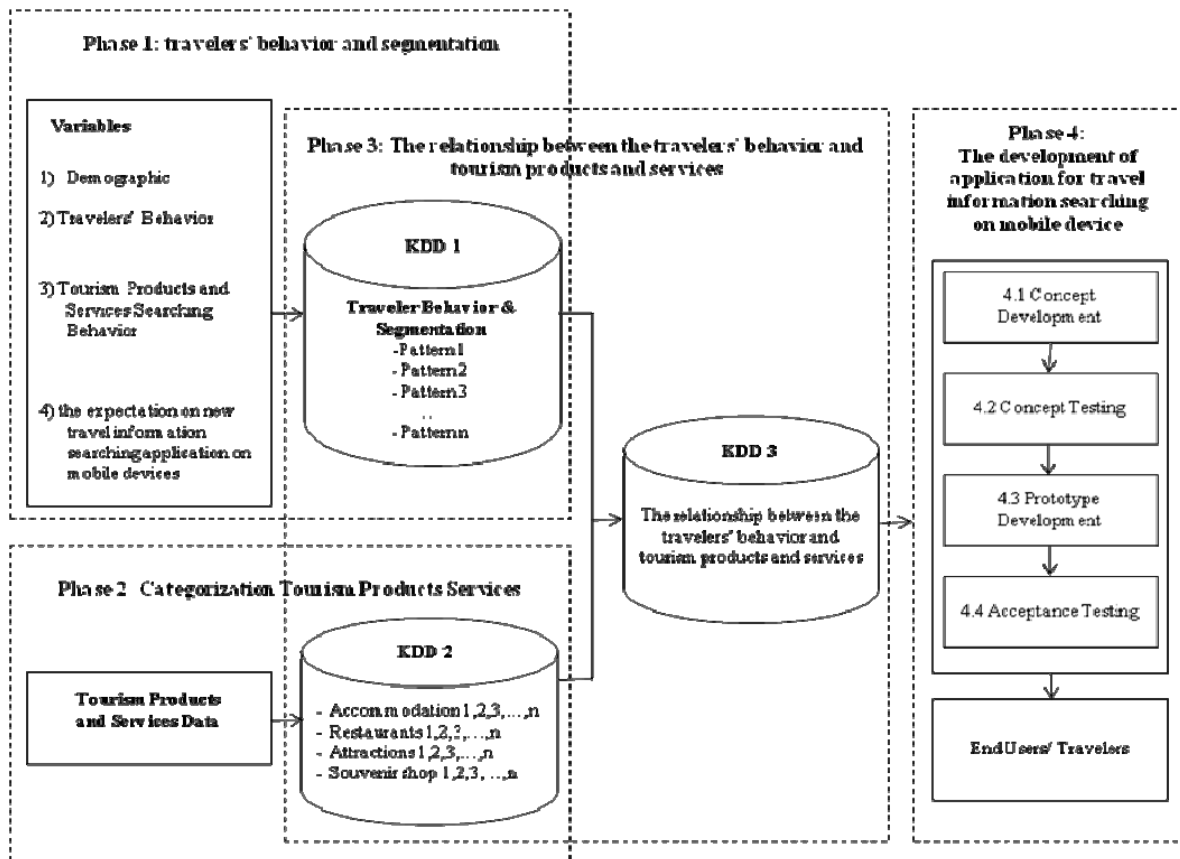 Phase 1: travelers' behavior and segmentation
Variables
1) Demographic
2) Travelers' Behavior
3) Tourism Products and
Services Searching
Behavior
4) the expectation on new
travel information
searching application on
mobile devices
Phase 3: The relationship between the travelers' behavior and
tourism products and services
KDD 1
Traveler Behavior &
Segmentation
-Pattern1
-Pattern2
-Pattern3
..
-Patternn
Phase 2 Categorization Tourism Products Services
Tourism Products
and Services Data
KDD 2
- Accommodation 1,2,3,...,n
- Restaurants 1,2,3,...,n
- Attractions 1,2,3,...,n
- Souvenir shop 1,2,3, ...,n
KDD 3
The relationship between the
travelers' behavior and
tourism products and services
Phase 4:
The development of
application for travel
information searching
on mobile device
4.1 Concept
Development
4.2 Concept Testing
4.3 Prototype
Development
4.4 Acceptance Testing
End Users/ Travelers